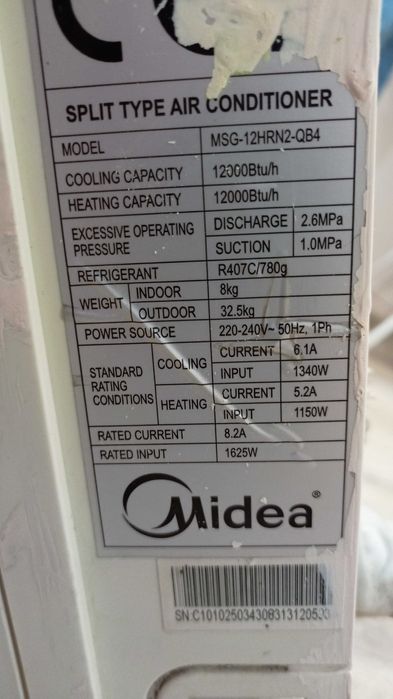 SPLIT TYPE AIR CONDITIONER
MODEL MSG-12HRN2-QB4
COOLING CAPACITY 12000Btu/h
HEATING CAPACITY 12000Btu/h
EXCESSIVE OPERATING PRESSURE DISCHARGE 2.6MPa
SUCTION 1.0MPa
REFRIGERANT R407C/780g
WEIGHT INDOOR 8kg
OUTDOOR 32.5kg
POWER SOURCE 220-240V~ 50Hz, 1Ph
STANDARD RATING CONDITIONS COOLING CURRENT 6.1A
INPUT 1340W
HEATING CURRENT 5.2A
INPUT 1150W
RATED CURRENT 8.2A
RATED INPUT 1625W
Midea®